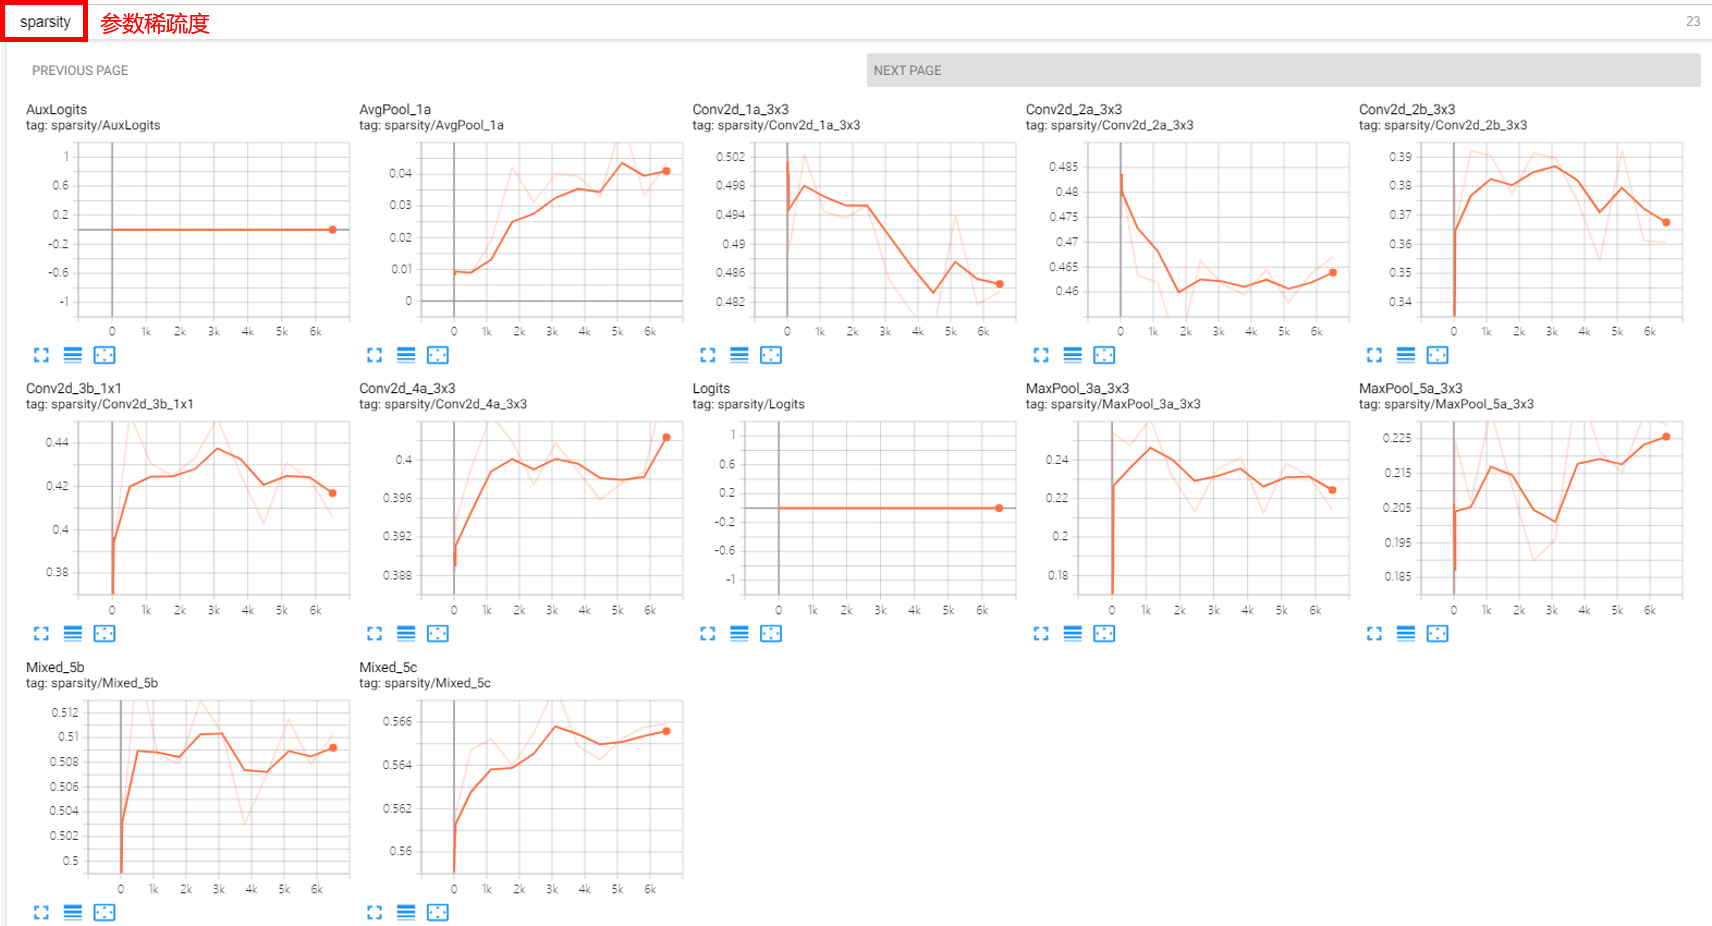 sparsity 参数稀疏度 23
PREVIOUS PAGE NEXT PAGE
AuxLogits
tag: sparsity/AuxLogits
1
0.6
0.2
-0.2
-0.6
-1
0 1k 2k 3k 4k 5k 6k
AvgPool_1a
tag: sparsity/AvgPool_1a
0.04
0.03
0.02
0.01
0
0 1k 2k 3k 4k 5k 6k
Conv2d_1a_3x3
tag: sparsity/Conv2d_1a_3x3
0.502
0.498
0.494
0.49
0.486
0.482
0 1k 2k 3k 4k 5k 6k
Conv2d_2a_3x3
tag: sparsity/Conv2d_2a_3x3
0.485
0.48
0.475
0.47
0.465
0.46
0 1k 2k 3k 4k 5k 6k
Conv2d_2b_3x3
tag: sparsity/Conv2d_2b_3x3
0.39
0.38
0.37
0.36
0.35
0.34
0 1k 2k 3k 4k 5k 6k
Conv2d_3b_1x1
tag: sparsity/Conv2d_3b_1x1
0.44
0.42
0.4
0.38
0 1k 2k 3k 4k 5k 6k
Conv2d_4a_3x3
tag: sparsity/Conv2d_4a_3x3
0.4
0.396
0.392
0.388
0 1k 2k 3k 4k 5k 6k
Logits
tag: sparsity/Logits
1
0.6
0.2
-0.2
-0.6
-1
0 1k 2k 3k 4k 5k 6k
MaxPool_3a_3x3
tag: sparsity/MaxPool_3a_3x3
0.24
0.22
0.2
0.18
0 1k 2k 3k 4k 5k 6k
MaxPool_5a_3x3
tag: sparsity/MaxPool_5a_3x3
0.225
0.215
0.205
0.195
0.185
0 1k 2k 3k 4k 5k 6k
Mixed_5b
tag: sparsity/Mixed_5b
0.512
0.51
0.508
0.506
0.504
0.502
0.5
0 1k 2k 3k 4k 5k 6k
Mixed_5c
tag: sparsity/Mixed_5c
0.566
0.564
0.562
0.56
0 1k 2k 3k 4k 5k 6k